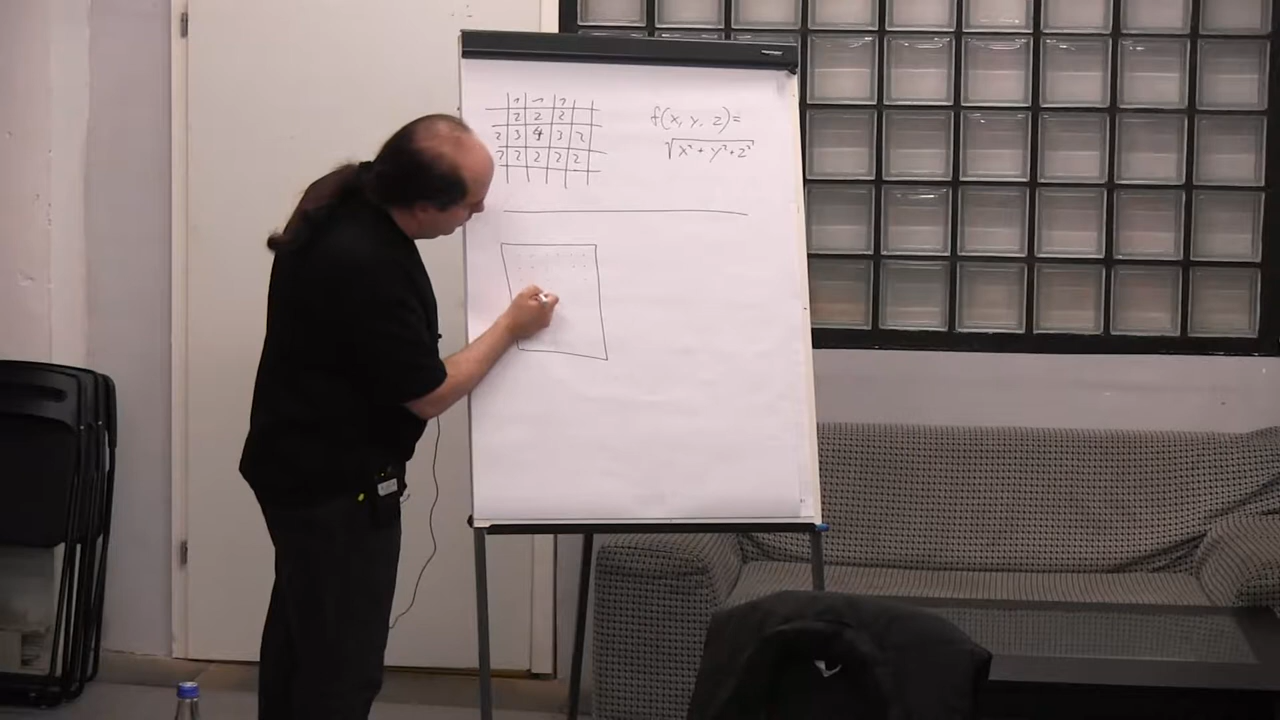 1 1 1
2 2 2
2 3 4 3 2
2 2 2 2 2
f(x, y, z) =
√x² + y² + z²